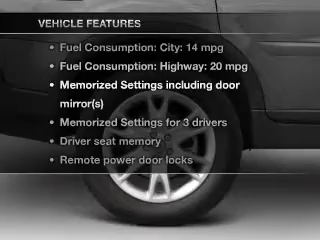 VEHICLE FEATURES
• Fuel Consumption: City: 14 mpg
• Fuel Consumption: Highway: 20 mpg
• Memorized Settings including door
mirror(s)
• Memorized Settings for 3 drivers
• Driver seat memory
• Remote power door locks